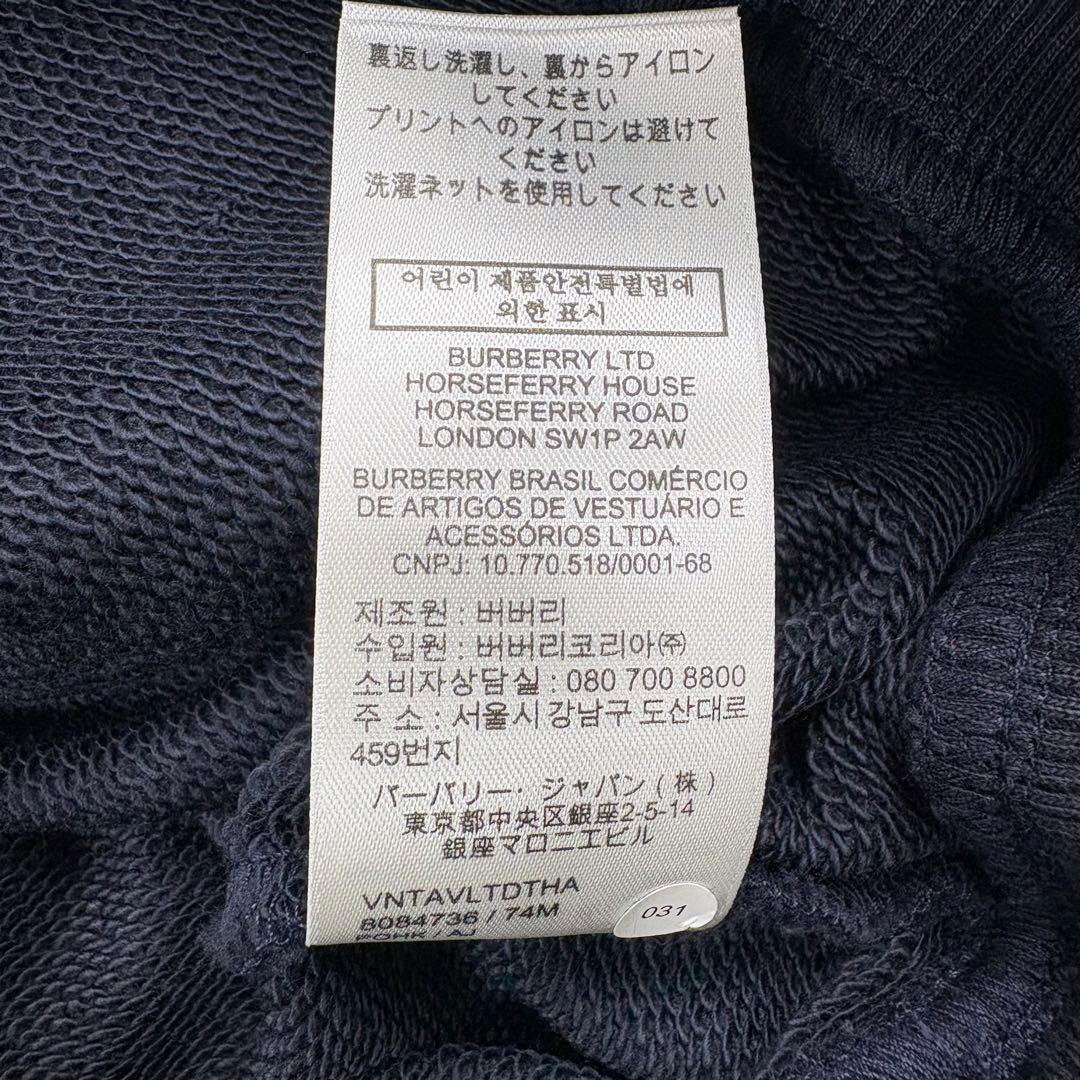 裏返し洗濯し、裏からアイロン
してください
プリントへのアイロンは避けて
ください
洗濯ネットを使用してください
어린이 제품안전특별법에
의한 표시
BURBERRY LTD
HORSEFERRY HOUSE
HORSEFERRY ROAD
LONDON SW1P 2AW
BURBERRY BRASIL COMÉRCIO
DE ARTIGOS DE VESTUÁRIO E
ACESSÓRIOS LTDA.
CNPJ: 10.770.518/0001-68
제조원 : 버버리
수입원 : 버버리코리아㈜
소비자상담실 : 080 700 8800
주 소 : 서울시 강남구 도산대로
459번지
バーバリー・ジャパン ( 株 )
東京都中央区銀座2-5-14
銀座マロニエビル
VNTAVLTDTHA
8084736 / 74M
031